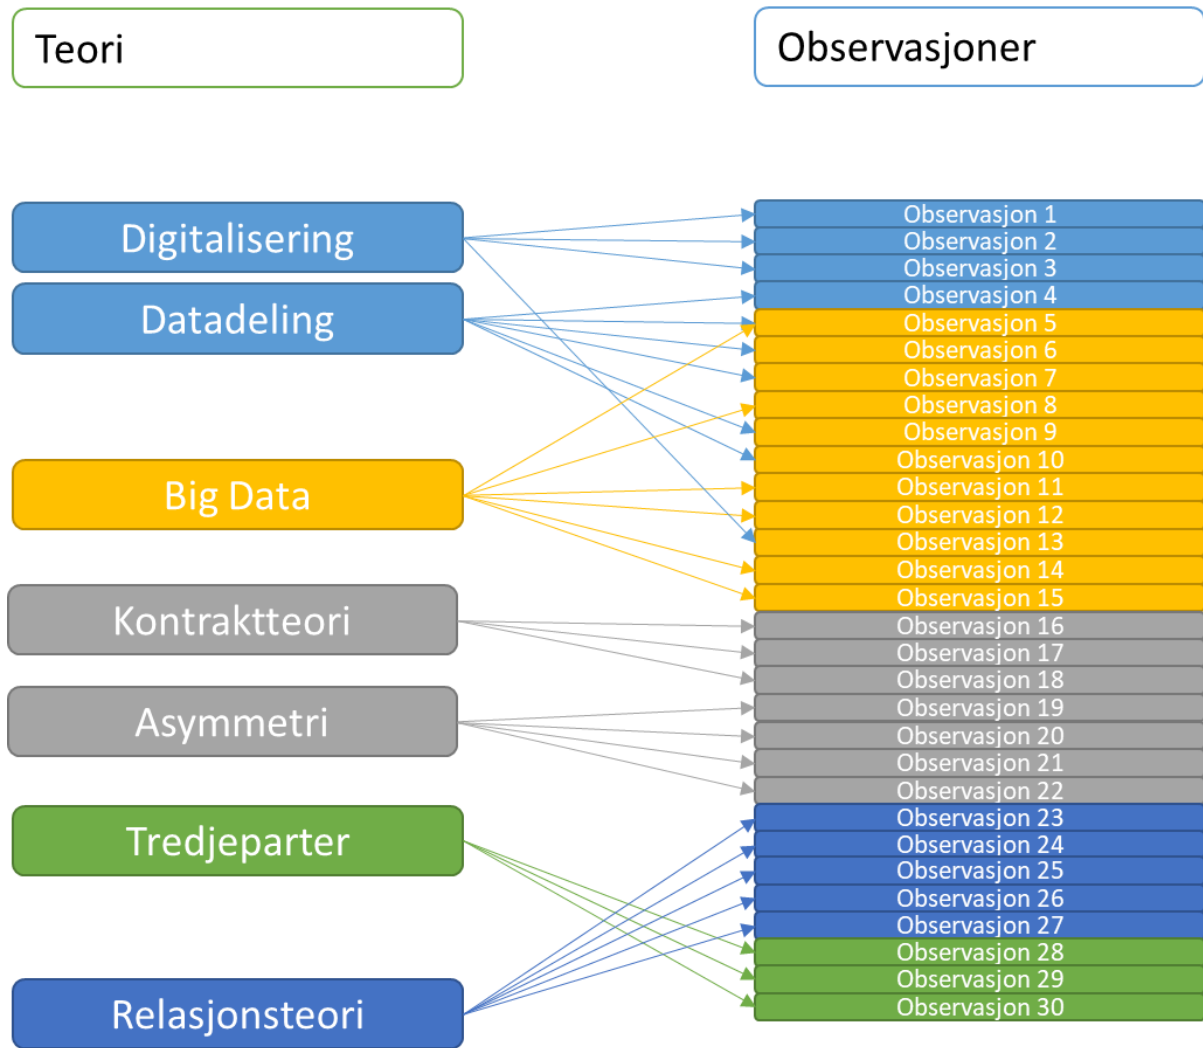 Teori
Observasjoner
Digitalisering
Datadeling
Big Data
Kontraktteori
Asymmetri
Tredjeparter
Relasjonsteori
Observasjon 1
Observasjon 2
Observasjon 3
Observasjon 4
Observasjon 5
Observasjon 6
Observasjon 7
Observasjon 8
Observasjon 9
Observasjon 10
Observasjon 11
Observasjon 12
Observasjon 13
Observasjon 14
Observasjon 15
Observasjon 16
Observasjon 17
Observasjon 18
Observasjon 19
Observasjon 20
Observasjon 21
Observasjon 22
Observasjon 23
Observasjon 24
Observasjon 25
Observasjon 26
Observasjon 27
Observasjon 28
Observasjon 29
Observasjon 30